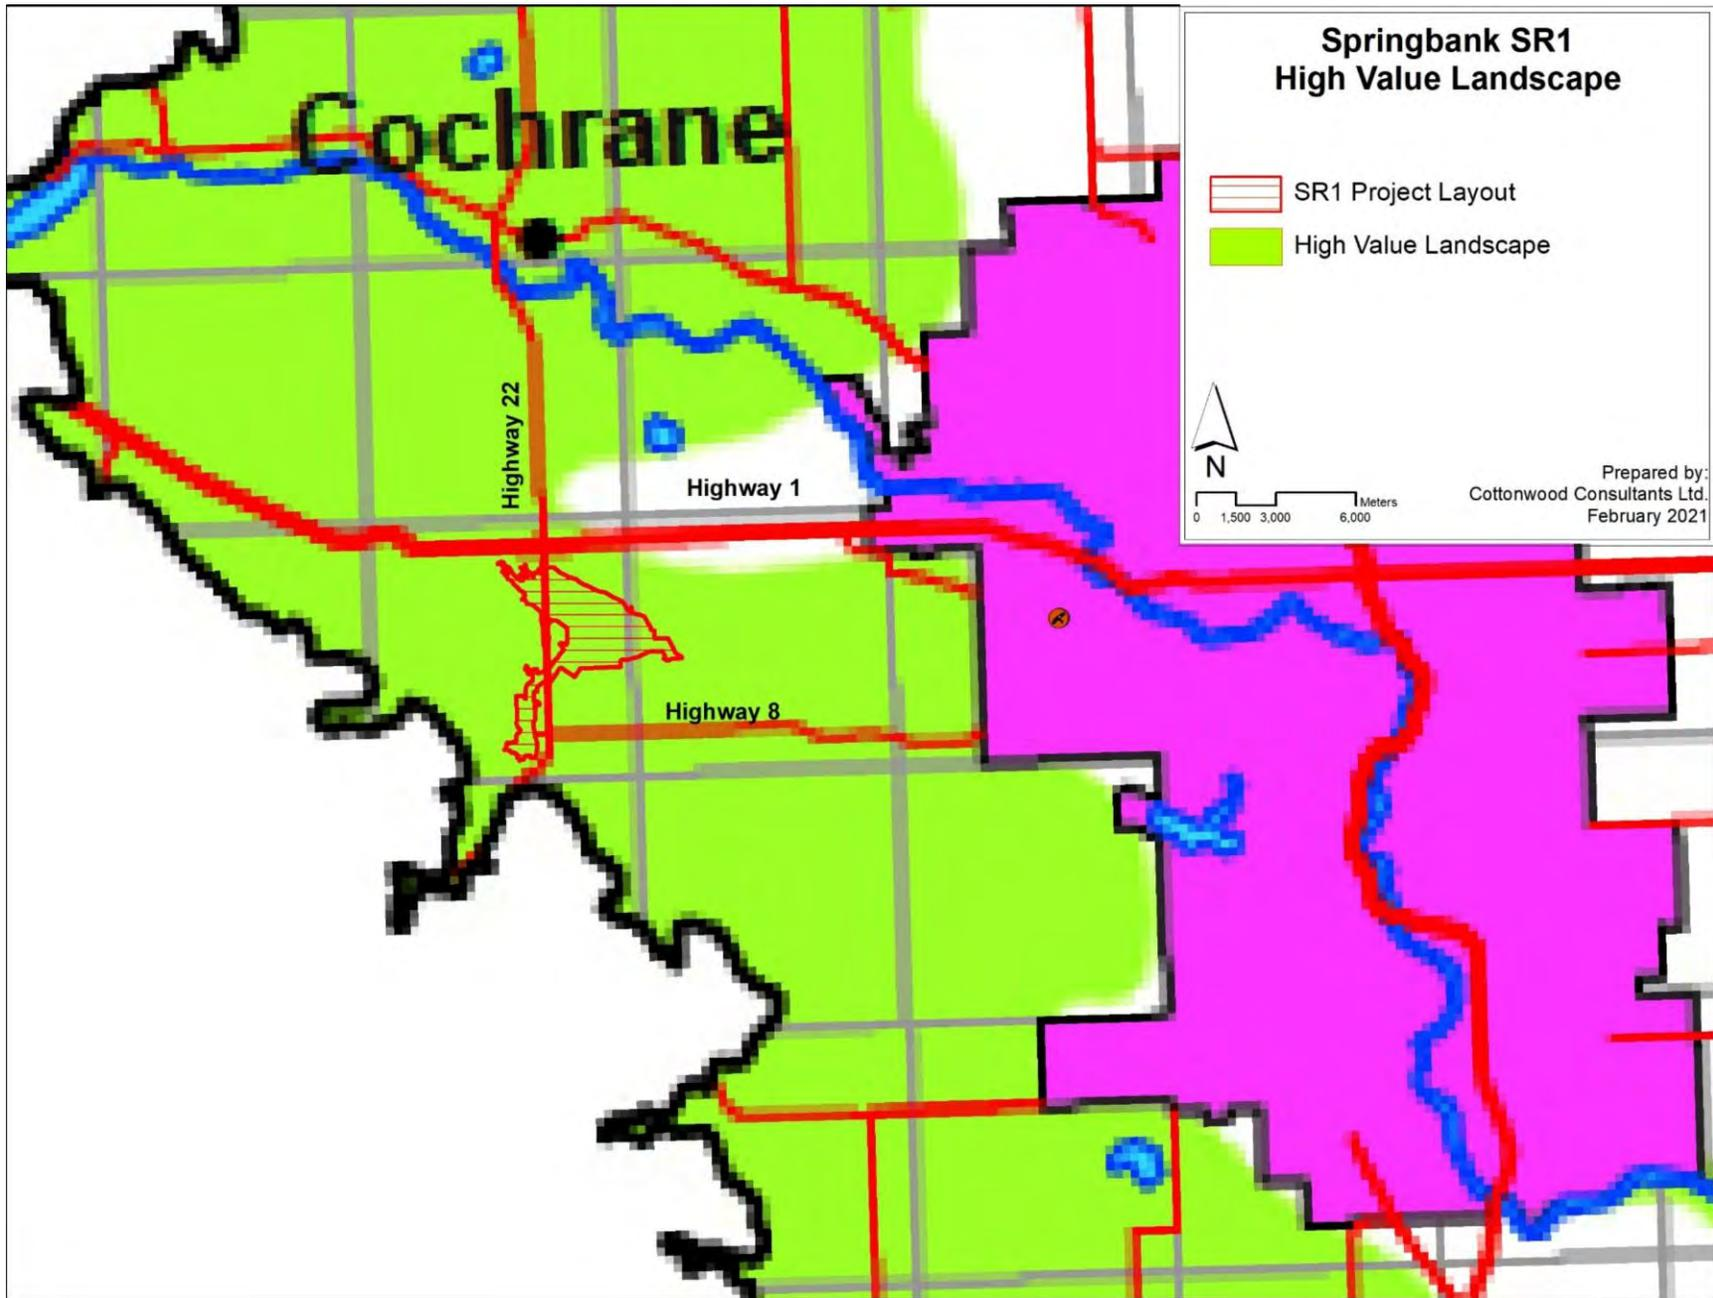 Springbank SR1
High Value Landscape
SR1 Project Layout
High Value Landscape
N
0 1,500 3,000 6,000 Meters
Prepared by:
Cottonwood Consultants Ltd.
February 2021
Cochrane
Highway 22
Highway 1
Highway 8